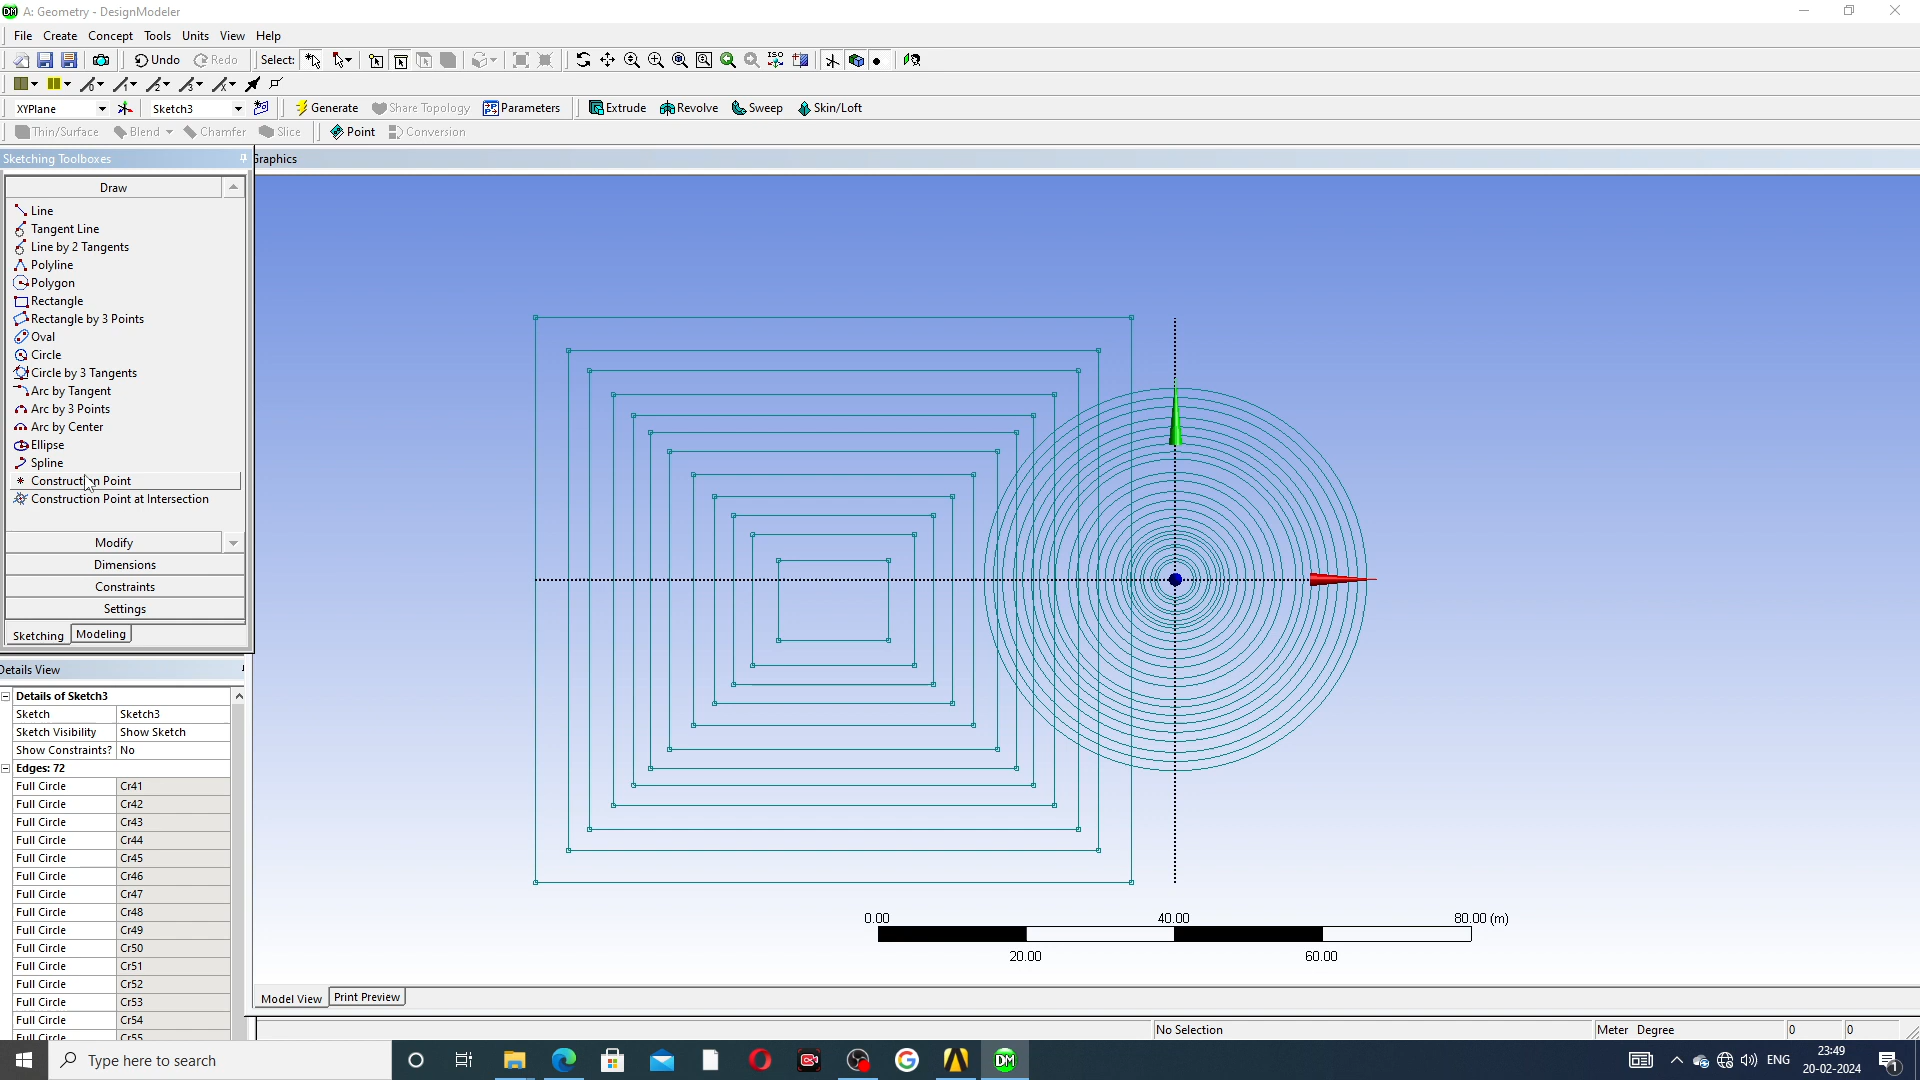 DM A: Geometry - DesignModeler
File Create Concept Tools Units View Help
Undo Redo Select: ISO
XYPlane Sketch3 Generate Share Topology Parameters Extrude Revolve Sweep Skin/Loft
Thin/Surface Blend Chamfer Slice Point Conversion
Sketching Toolboxes
Graphics
Draw
Line
Tangent Line
Line by 2 Tangents
Polyline
Polygon
Rectangle
Rectangle by 3 Points
Oval
Circle
Circle by 3 Tangents
Arc by Tangent
Arc by 3 Points
Arc by Center
Ellipse
Spline
Construction Point
Construction Point at Intersection
Modify
Dimensions
Constraints
Settings
Sketching Modeling
Details View
Details of Sketch3
Sketch Sketch3
Sketch Visibility Show Sketch
Show Constraints? No
Edges: 72
Full Circle Cr41
Full Circle Cr42
Full Circle Cr43
Full Circle Cr44
Full Circle Cr45
Full Circle Cr46
Full Circle Cr47
Full Circle Cr48
Full Circle Cr49
Full Circle Cr50
Full Circle Cr51
Full Circle Cr52
Full Circle Cr53
Full Circle Cr54
Full Circle Cr55
0.00 40.00 80.00 (m)
20.00 60.00
Model View Print Preview
No Selection Meter Degree 0 0
Type here to search
DM
ENG
23:49
20-02-2024
1